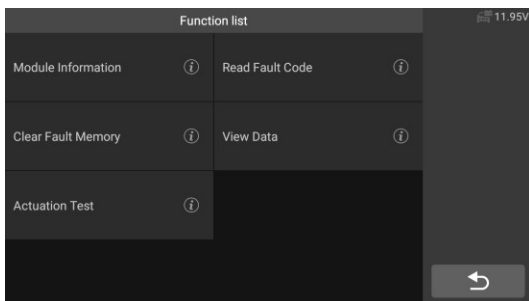 Function list
11.95V
Module Information
Read Fault Code
Clear Fault Memory
View Data
Actuation Test